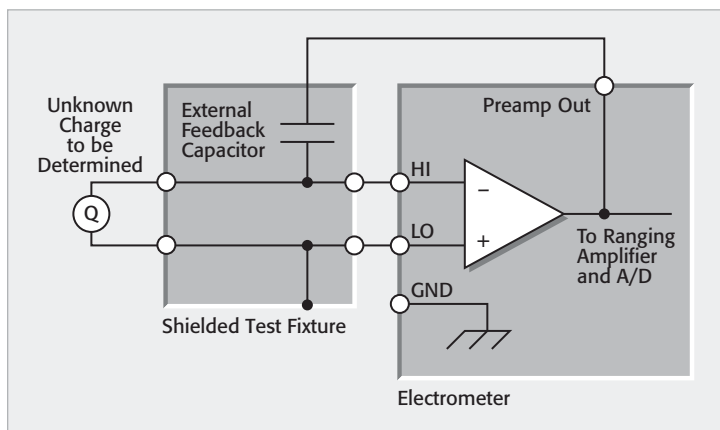 Unknown
Charge
to be
Determined
Q
External
Feedback
Capacitor
Shielded Test Fixture
HI
LO
GND
Preamp Out
−
+
To Ranging
Amplifier
and A/D
Electrometer